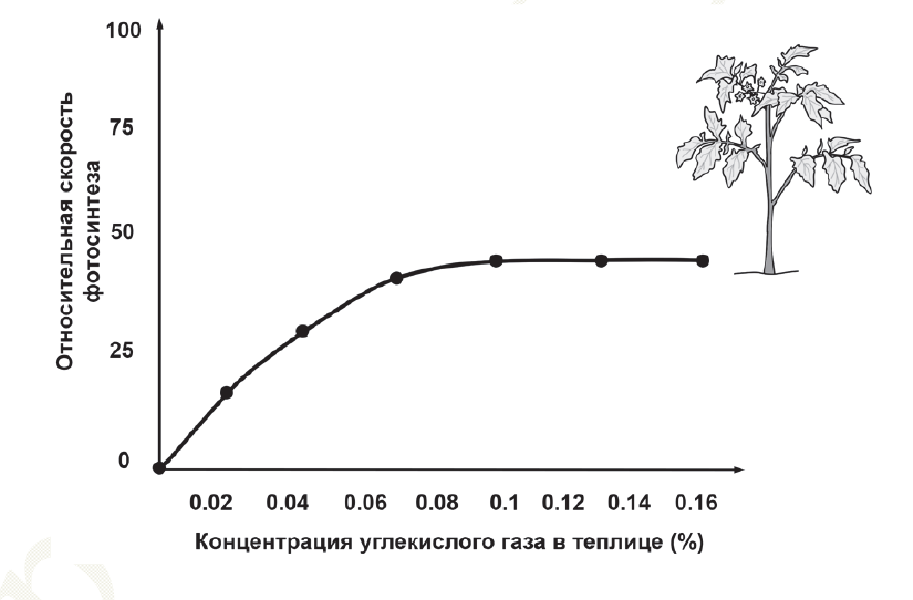 100
75
50
25
0
Относительная скорость
фотосинтеза
0.02 0.04 0.06 0.08 0.1 0.12 0.14 0.16
Концентрация углекислого газа в теплице (%)